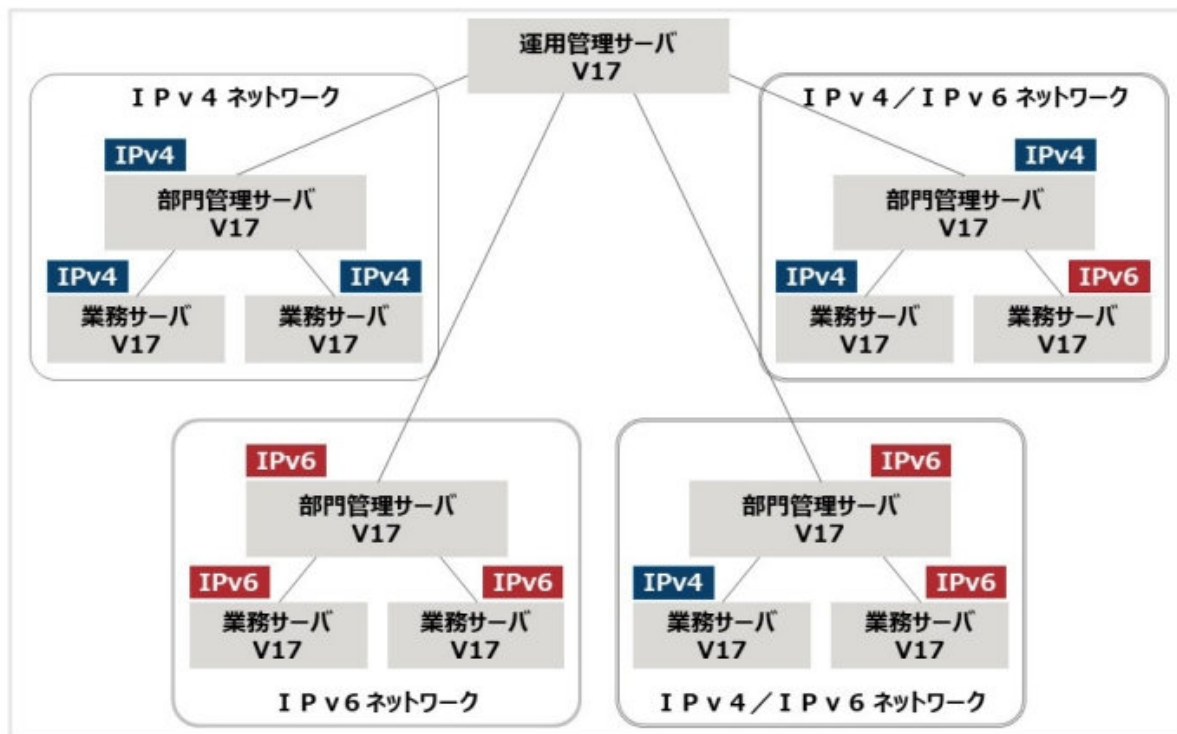 運用管理サーバ
V17
ＩＰｖ４ ネットワーク
IPv4
部門管理サーバ
V17
IPv4
IPv4
業務サーバ
V17
業務サーバ
V17
ＩＰｖ４／ＩＰｖ６ ネットワーク
IPv4
部門管理サーバ
V17
IPv4
IPv6
業務サーバ
V17
業務サーバ
V17
IPv6
部門管理サーバ
V17
IPv6
IPv6
業務サーバ
V17
業務サーバ
V17
ＩＰｖ６ ネットワーク
IPv6
部門管理サーバ
V17
IPv4
IPv6
業務サーバ
V17
業務サーバ
V17
ＩＰｖ４／ＩＰｖ６ ネットワーク